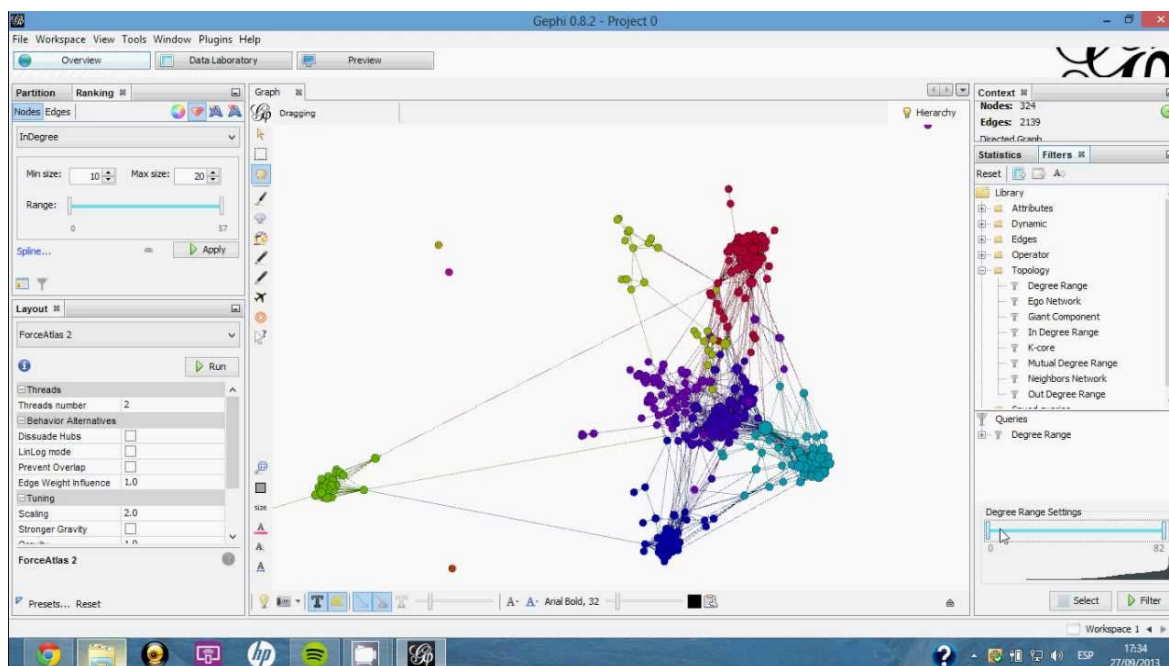 Gephi 0.8.2 - Project 0
File Workspace View Tools Window Plugins Help
Overview Data Laboratory Preview
Partition Ranking
Nodes Edges
InDegree
Min size: 10 Max size: 20
Range:
0 57
Spline... Apply
Layout
ForceAtlas 2
Run
Threads
Threads number 2
Behavior Alternatives
Dissuade Hubs
LinLog mode
Prevent Overlap
Edge Weight Influence 1.0
Tuning
Scaling 2.0
Stronger Gravity
ForceAtlas 2
Presets... Reset
Graph
Dragging Hierarchy
size
A
A
A
A- A- Arial Bold, 32
Context
Nodes: 324
Edges: 2139
Directed Graph
Statistics Filters
Reset
Library
Attributes
Dynamic
Edges
Operator
Topology
Degree Range
Ego Network
Giant Component
In Degree Range
K-core
Mutual Degree Range
Neighbors Network
Out Degree Range
Saved queries
Queries
Degree Range
Degree Range Settings
0 82
Select Filter
Workspace 1
hp
ESP 17:34
27/09/2013